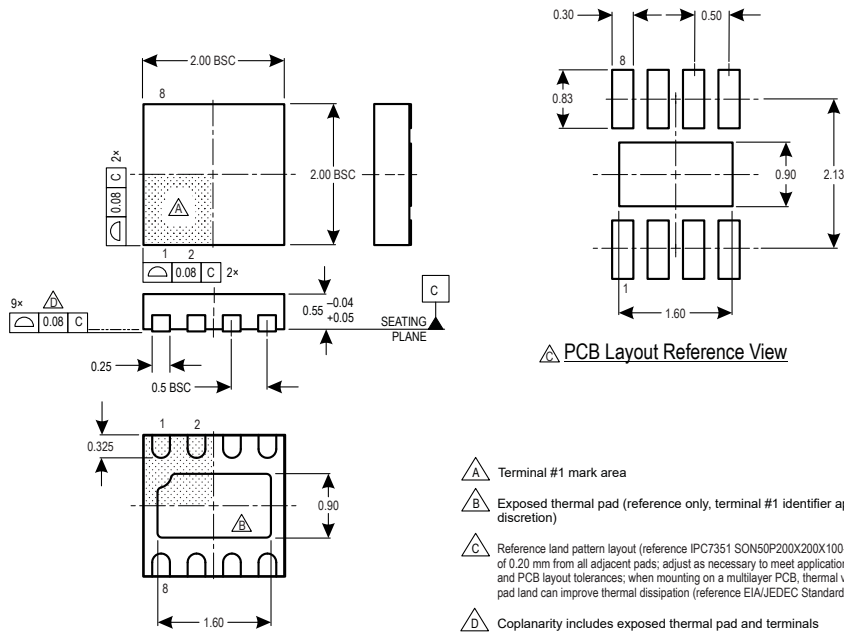 2.00 BSC
8
2.00 BSC
A
0.08 C 2×
1 2
0.08 C 2×
9× D
0.08 C
0.55 –0.04 +0.05
C
SEATING
PLANE
0.25
0.5 BSC
1 2
0.325
0.90
B
8
1.60
0.30
0.50
8
0.83
0.90
2.13
1
1.60
C PCB Layout Reference View
A Terminal #1 mark area
B Exposed thermal pad (reference only, terminal #1 identifier
discretion)
C Reference land pattern layout (reference IPC7351 SON50P200X200X100-
of 0.20 mm from all adjacent pads; adjust as necessary to meet
and PCB layout tolerances; when mounting on a multilayer PCB, thermal
pad land can improve thermal dissipation (reference EIA/JEDEC
D Coplanarity includes exposed thermal pad and terminals